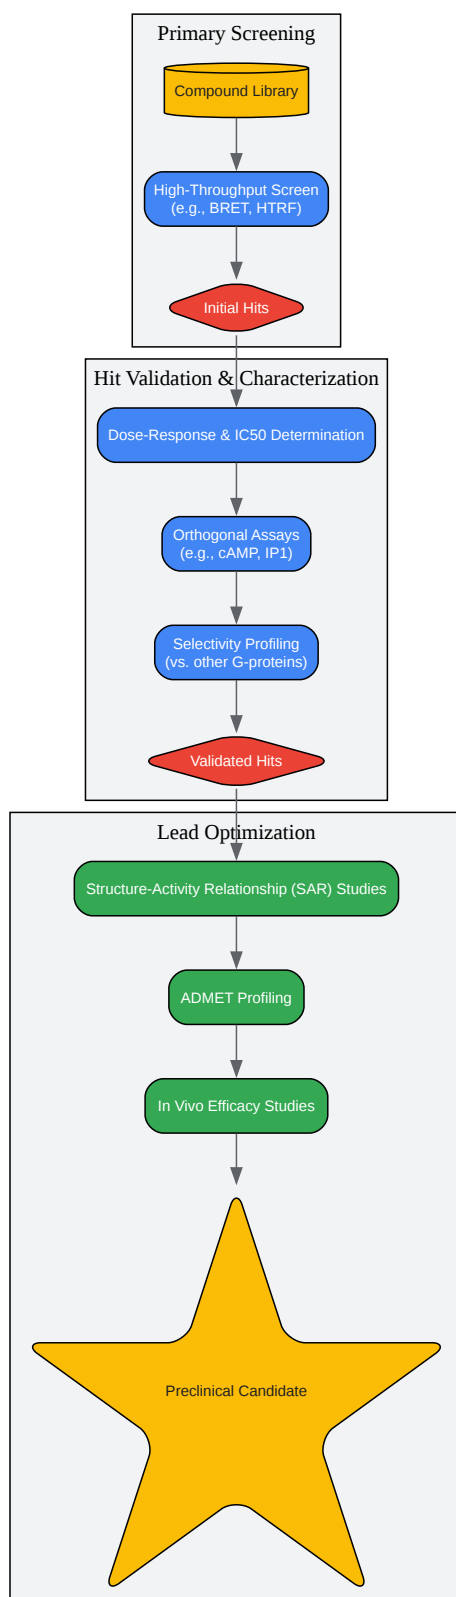 Primary Screening
Compound Library
High-Throughput Screen
(e.g., BRET, HTRF)
Initial Hits
Hit Validation & Characterization
Dose-Response & IC50 Determination
Orthogonal Assays
(e.g., cAMP, IP1)
Selectivity Profiling
(vs. other G-proteins)
Validated Hits
Lead Optimization
Structure-Activity Relationship (SAR) Studies
ADMET Profiling
In Vivo Efficacy Studies
Preclinical Candidate